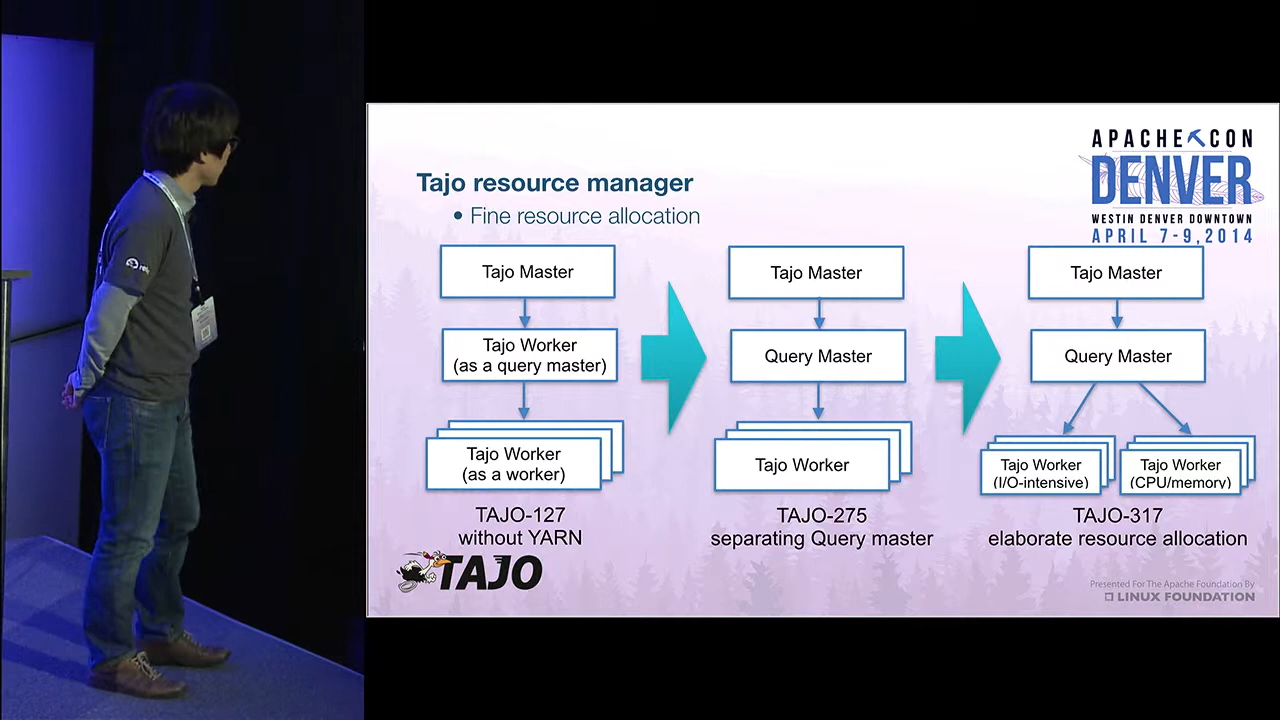 APACHE CON
DENVER
WESTIN DENVER DOWNTOWN
APRIL 7-9, 2014
Tajo resource manager
• Fine resource allocation
Tajo Master
Tajo Worker
(as a query master)
Tajo Worker
(as a worker)
TAJO-127
without YARN
Tajo Master
Query Master
Tajo Worker
TAJO-275
separating Query master
Tajo Master
Query Master
Tajo Worker
(I/O-intensive)
Tajo Worker
(CPU/memory)
TAJO-317
elaborate resource allocation
TAJO
Presented For The Apache Foundation By
LINUX FOUNDATION